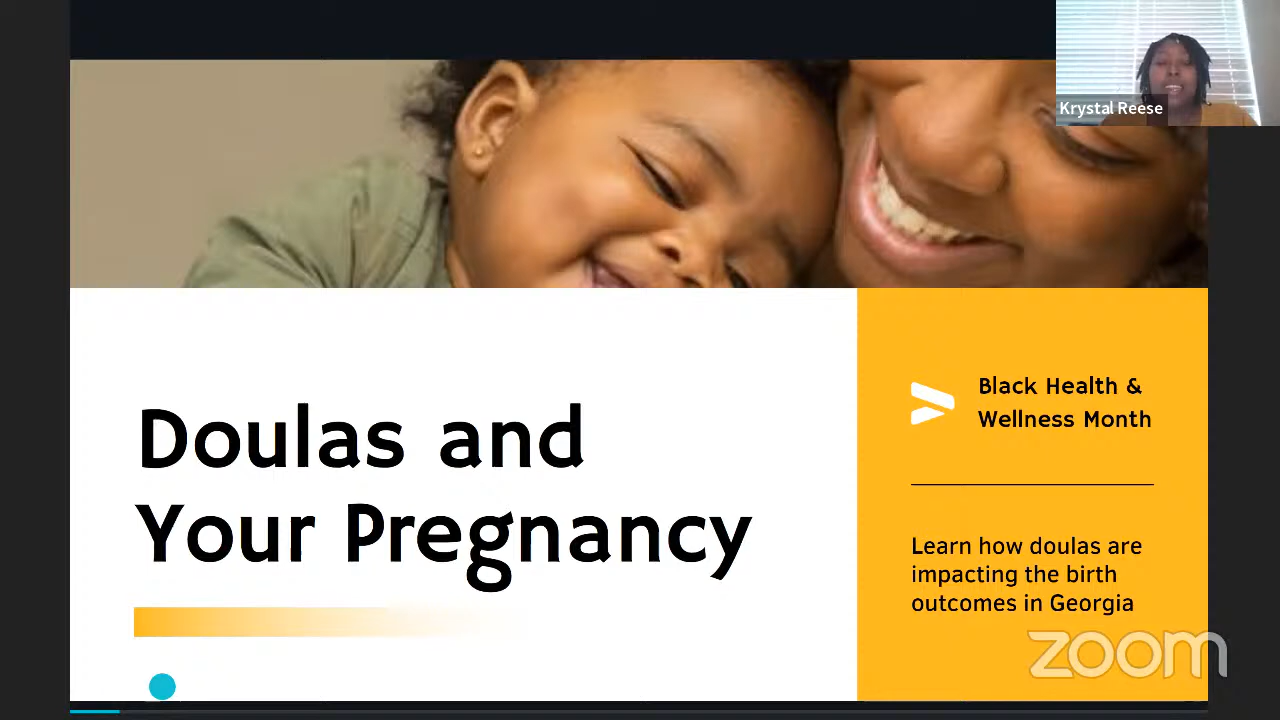 Krystal Reese
Doulas and
Your Pregnancy
Black Health &
Wellness Month
Learn how doulas are
impacting the birth
outcomes in Georgia
zoom